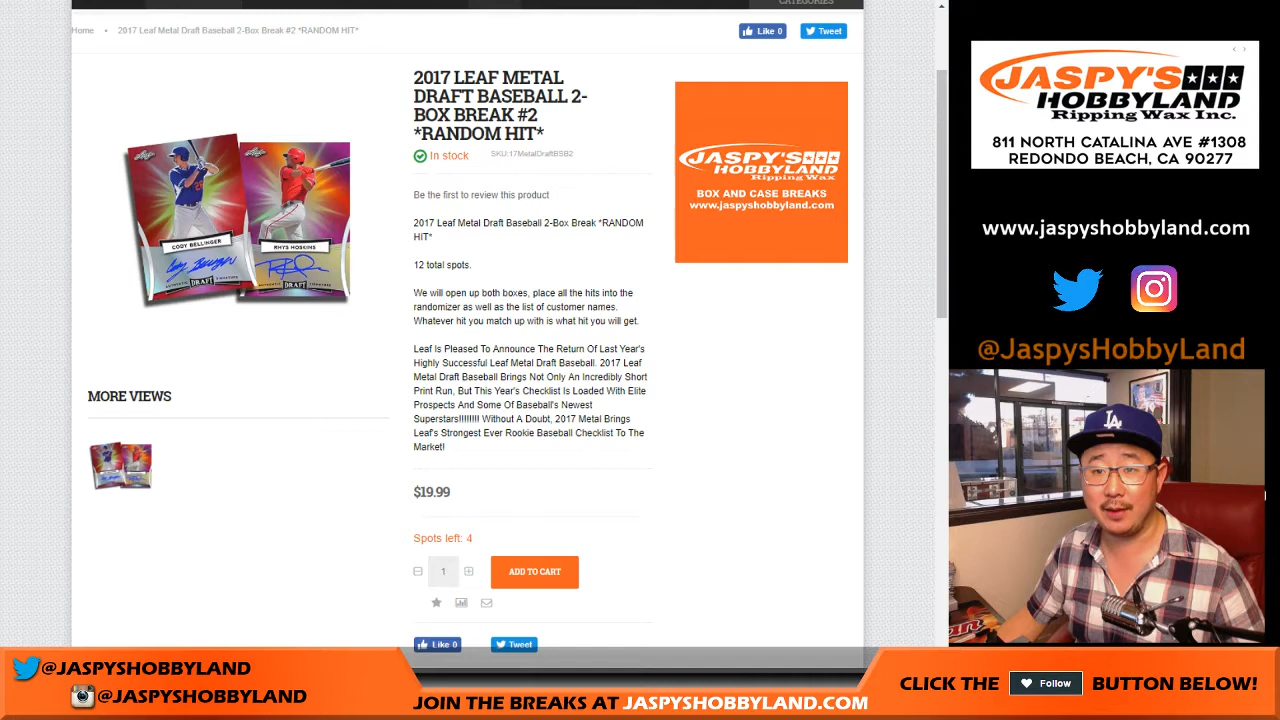 CATEGORIES
Home • 2017 Leaf Metal Draft Baseball 2-Box Break #2 *RANDOM HIT*
Like 0
Tweet
2017 LEAF METAL
DRAFT BASEBALL 2-
BOX BREAK #2
*RANDOM HIT*
In stock
SKU:17MetalDraftBSB2
Be the first to review this product
2017 Leaf Metal Draft Baseball 2-Box Break *RANDOM
HIT*
12 total spots.
We will open up both boxes, place all the hits into the
randomizer as well as the list of customer names.
Whatever hit you match up with is what hit you will get.
Leaf Is Pleased To Announce The Return Of Last Year's
Highly Successful Leaf Metal Draft Baseball. 2017 Leaf
Metal Draft Baseball Brings Not Only An Incredibly Short
Print Run, But This Year's Checklist Is Loaded With Elite
Prospects And Some Of Baseball's Newest
Superstars!!!!!!!! Without A Doubt, 2017 Metal Brings
Leaf's Strongest Ever Rookie Baseball Checklist To The
Market!
$19.99
Spots left: 4
1
ADD TO CART
Like 0
Tweet
CODY BELLINGER
DRAFT
RHYS HOSKINS
DRAFT
MORE VIEWS
JASPY'S
HOBBYLAND
Ripping Wax
BOX AND CASE BREAKS
www.jaspyshobbyland.com
JASPY'S
HOBBYLAND
Ripping Wax Inc.
811 NORTH CATALINA AVE #1308
REDONDO BEACH, CA 90277
www.jaspyshobbyland.com
@JaspysHobbyLand
LA
@JASPYSHOBBYLAND
@JASPYSHOBBYLAND
JOIN THE BREAKS AT JASPYSHOBBYLAND.COM
CLICK THE Follow BUTTON BELOW!